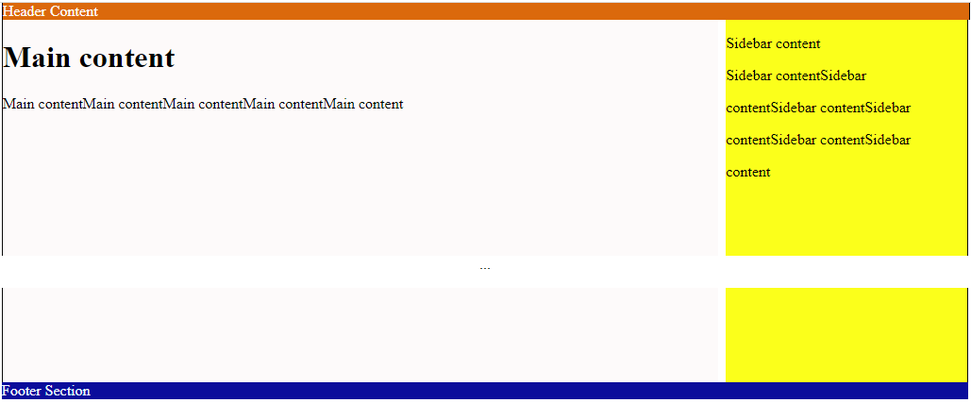 Header Content
Main content
Main contentMain contentMain contentMain contentMain content
Sidebar content
Sidebar contentSidebar
contentSidebar contentSidebar
contentSidebar contentSidebar
content
...
Footer Section